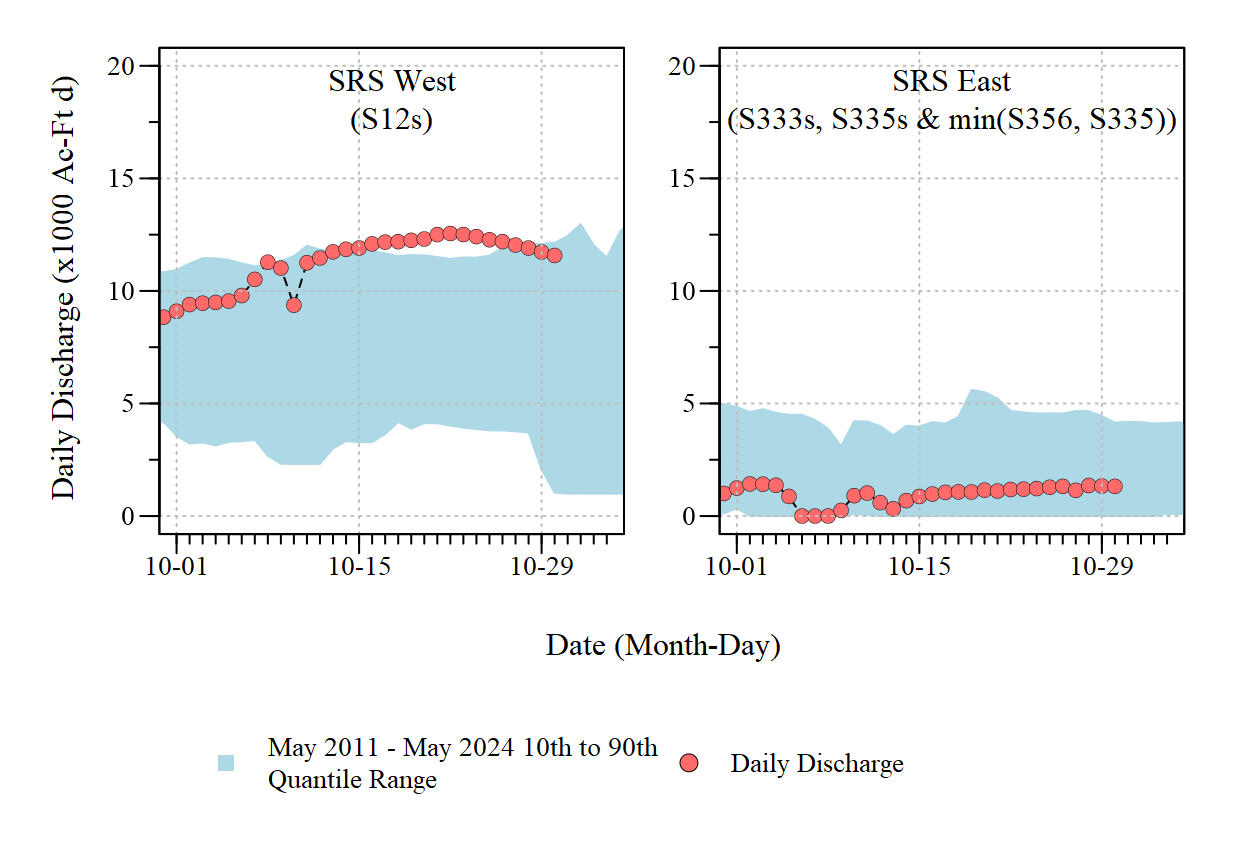 Daily Discharge (x1000 Ac-Ft d)
20
15
10
5
0
SRS West
(S12s)
10-01
10-15
10-29
20
15
10
5
0
SRS East
(S333s, S335s & min(S356, S335))
10-01
10-15
10-29
Date (Month-Day)
May 2011 - May 2024 10th to 90th
Quantile Range
Daily Discharge